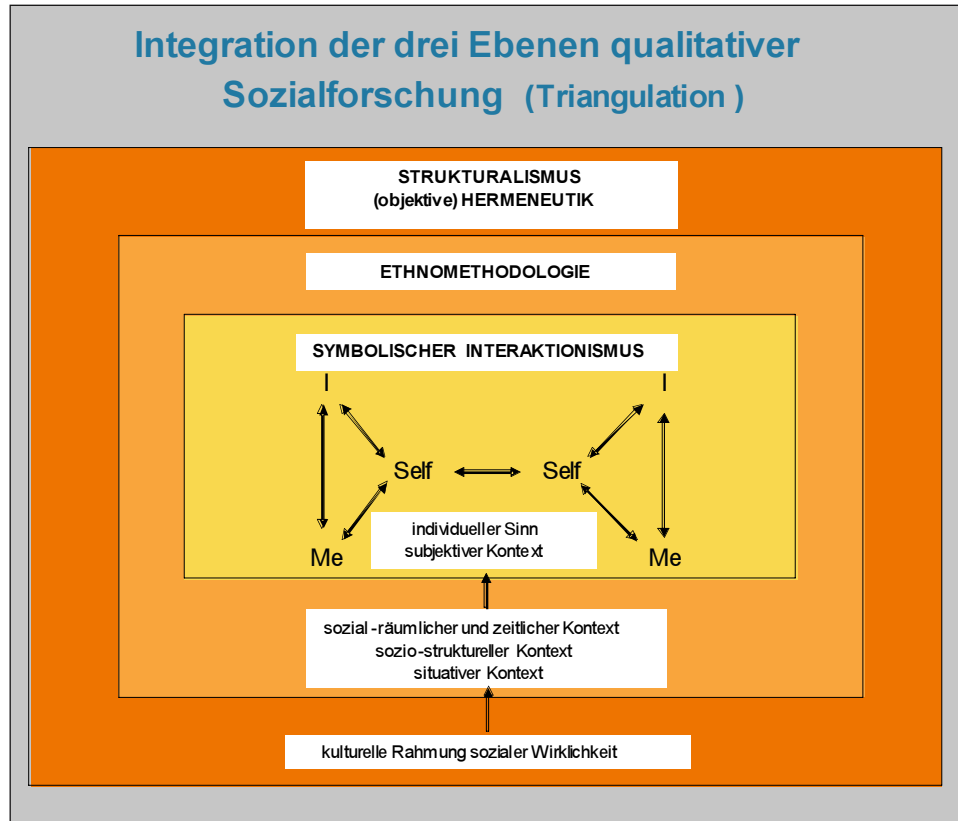 Integration der drei Ebenen qualitativer
Sozialforschung (Triangulation )
STRUKTURALISMUS
(objektive) HERMENEUTIK
ETHNOMETHODOLOGIE
SYMBOLISCHER INTERAKTIONISMUS
I
I
Self
Self
individueller Sinn
subjektiver Kontext
Me
Me
sozial -räumlicher und zeitlicher Kontext
sozio-struktureller Kontext
situativer Kontext
kulturelle Rahmung sozialer Wirklichkeit